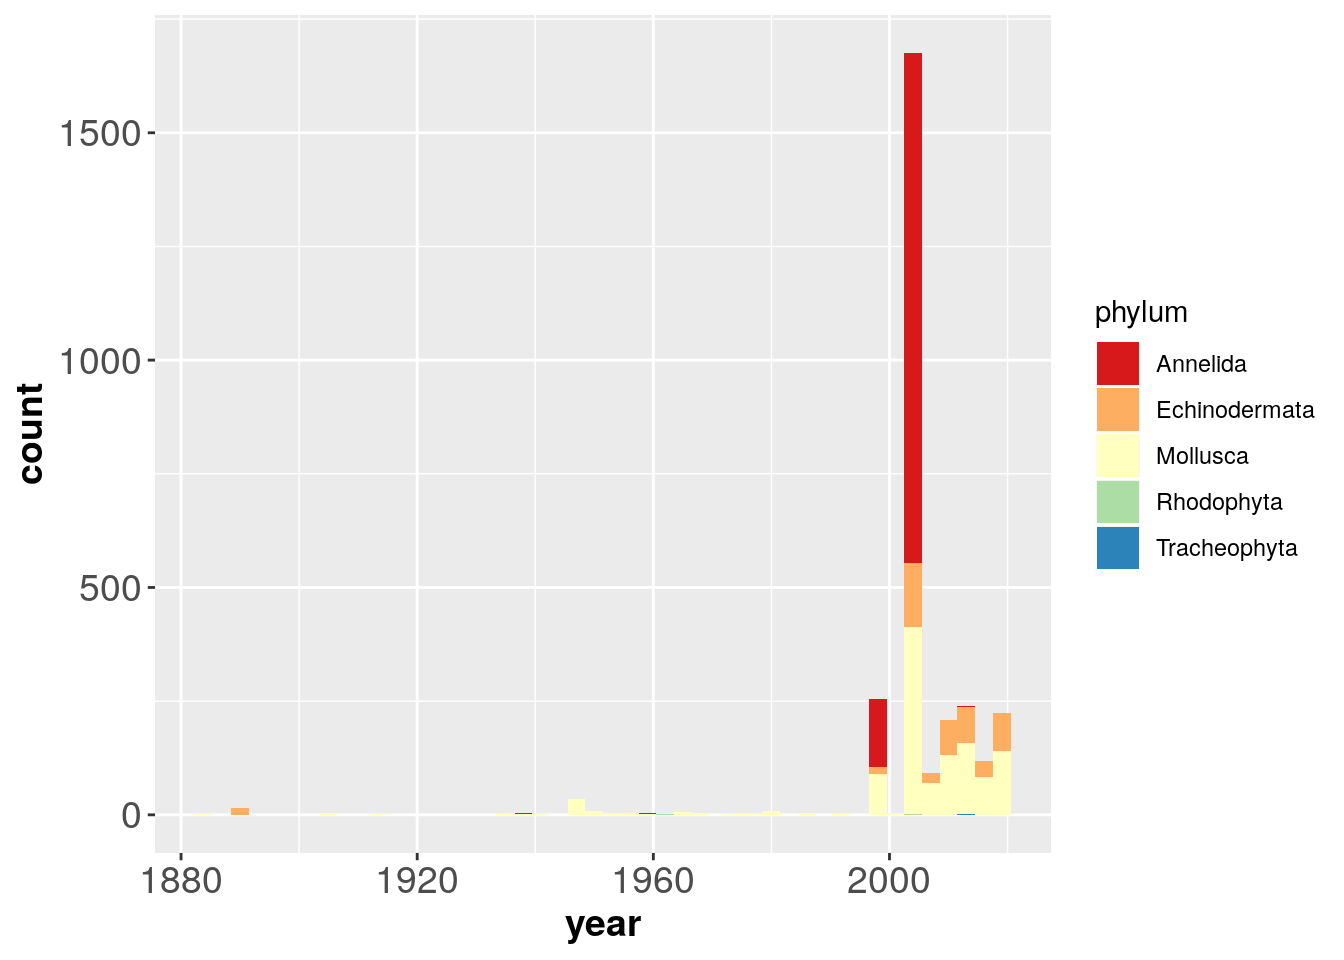 1500
1000
500
0
count
1880
1920
1960
2000
year
phylum
Annelida
Echinodermata
Mollusca
Rhodophyta
Tracheophyta